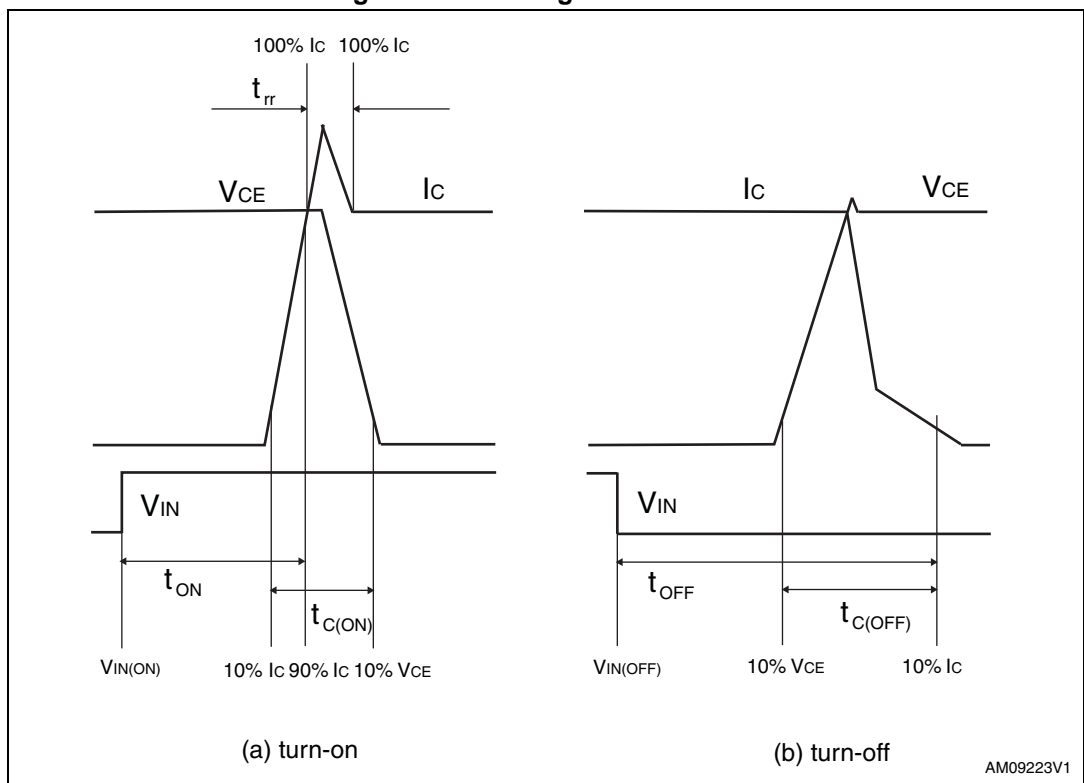 100% IC 100% IC
trr
VCE
IC
VIN
tON
tC(ON)
VIN(ON)
10% IC 90% IC 10% VCE
(a) turn-on
IC
VCE
VIN
tOFF
tC(OFF)
VIN(OFF)
10% VCE
10% IC
(b) turn-off
AM09223V1